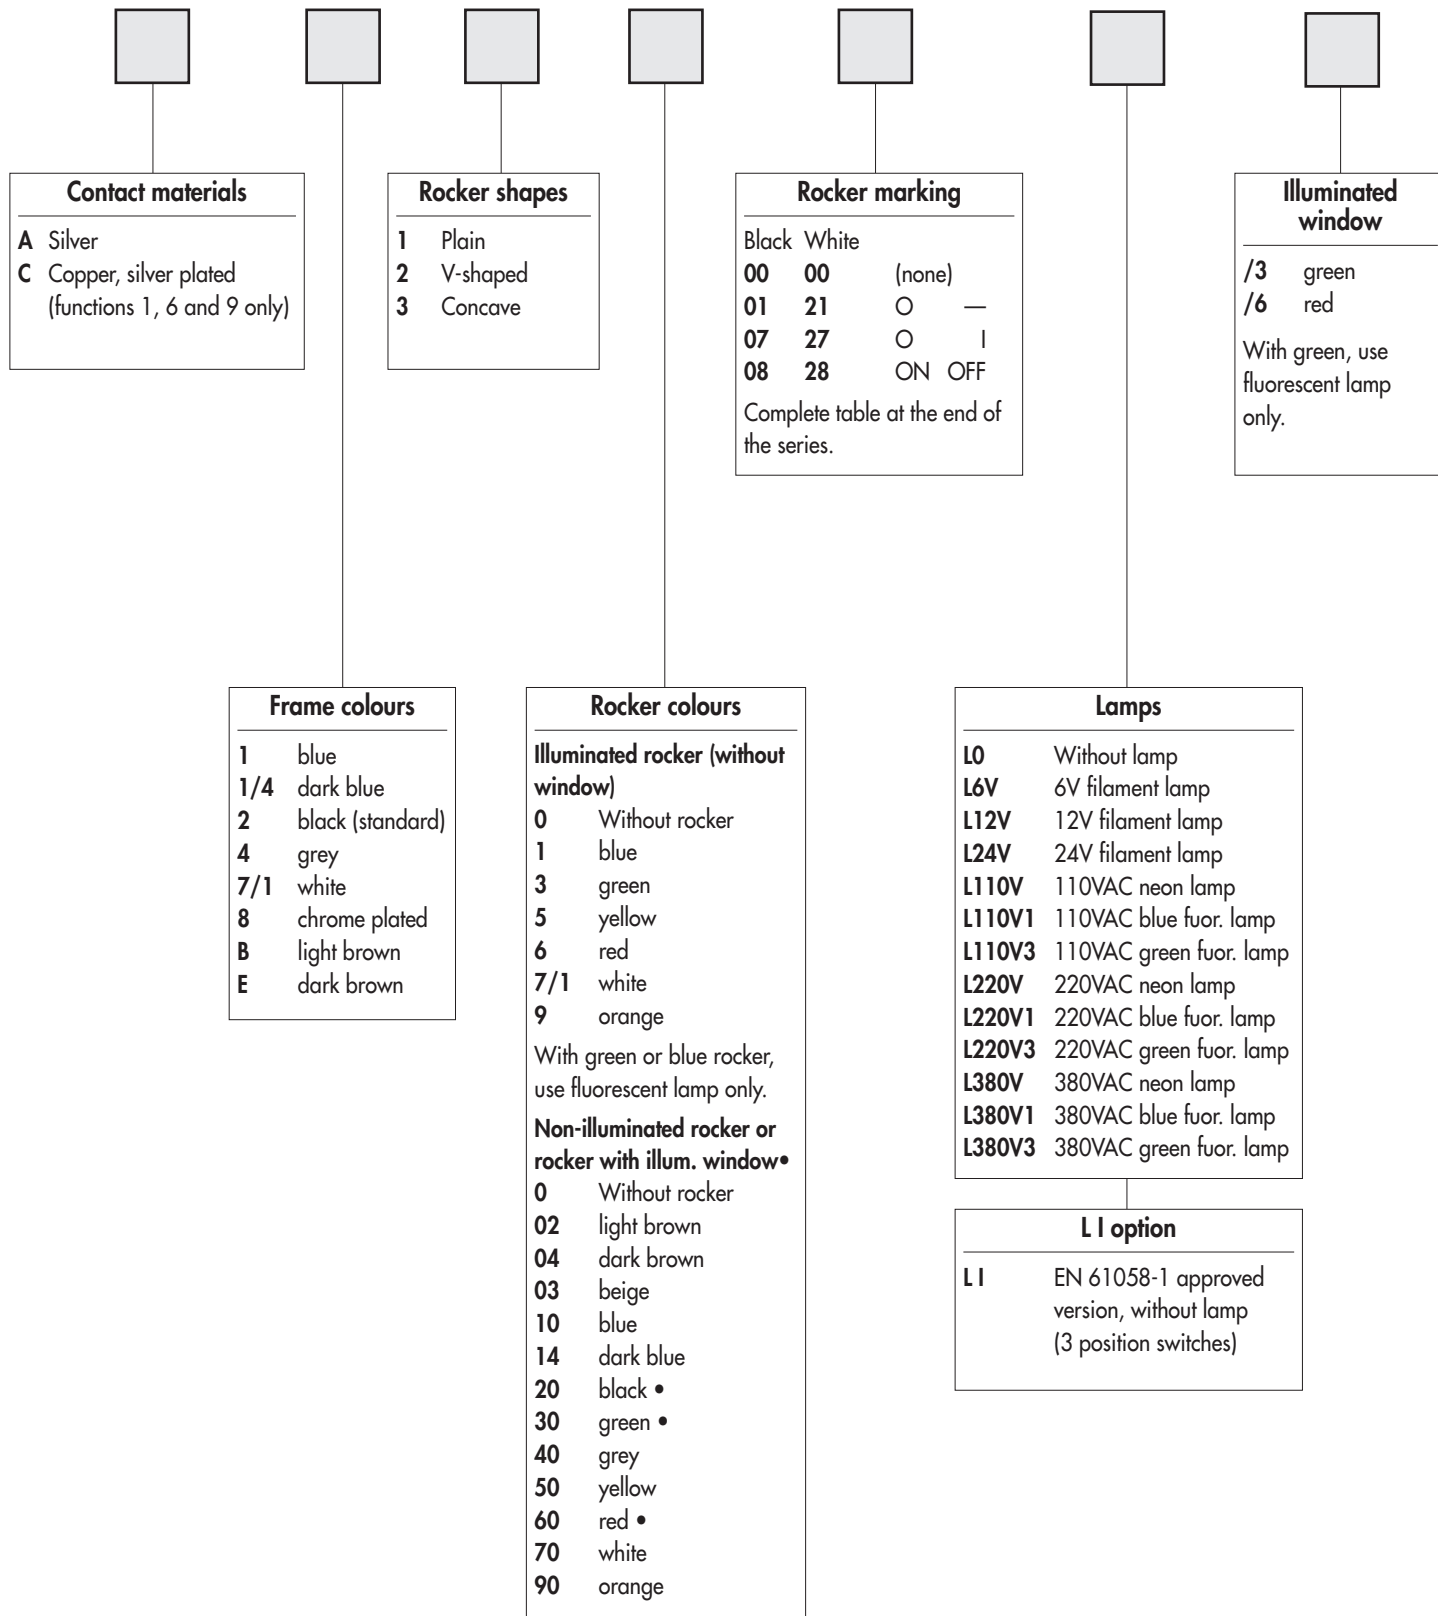 Contact materials
A Silver
C Copper, silver plated
(functions 1, 6 and 9 only)
Rocker shapes
1 Plain
2 V-shaped
3 Concave
Rocker marking
Black White
00 00 (none)
01 21 O —
07 27 O I
08 28 ON OFF
Complete table at the end of
the series.
Illuminated
window
/3 green
/6 red
With green, use
fluorescent lamp
only.
Frame colours
1 blue
1/4 dark blue
2 black (standard)
4 grey
7/1 white
8 chrome plated
B light brown
E dark brown
Rocker colours
Illuminated rocker (without
window)
0 Without rocker
1 blue
3 green
5 yellow
6 red
7/1 white
9 orange
With green or blue rocker,
use fluorescent lamp only.
Non-illuminated rocker or
rocker with illum. window•
0 Without rocker
02 light brown
04 dark brown
03 beige
10 blue
14 dark blue
20 black •
30 green •
40 grey
50 yellow
60 red •
70 white
90 orange
Lamps
L0 Without lamp
L6V 6V filament lamp
L12V 12V filament lamp
L24V 24V filament lamp
L110V 110VAC neon lamp
L110V1 110VAC blue fuor. lamp
L110V3 110VAC green fuor. lamp
L220V 220VAC neon lamp
L220V1 220VAC blue fuor. lamp
L220V3 220VAC green fuor. lamp
L380V 380VAC neon lamp
L380V1 380VAC blue fuor. lamp
L380V3 380VAC green fuor. lamp
L I option
L I EN 61058-1 approved
version, without lamp
(3 position switches)